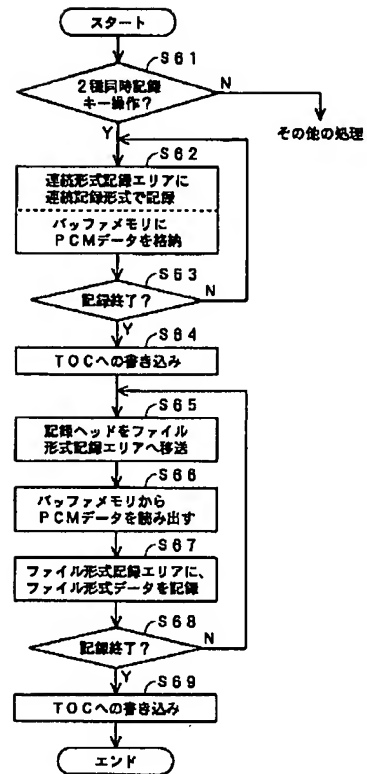 スタート
S61
2種同時記録
キー操作?
N
Y
その他の処理
S62
連続形式記録エリアに
連続記録形式で記録
バッファメモリに
PCMデータを格納
S63
記録終了?
N
Y
S64
TOCへの書き込み
S65
記録ヘッドをファイル
形式記録エリアへ移送
S66
バッファメモリから
PCMデータを読み出す
S67
ファイル形式記録エリアに、
ファイル形式データを記録
S68
記録終了?
N
Y
S69
TOCへの書き込み
エンド